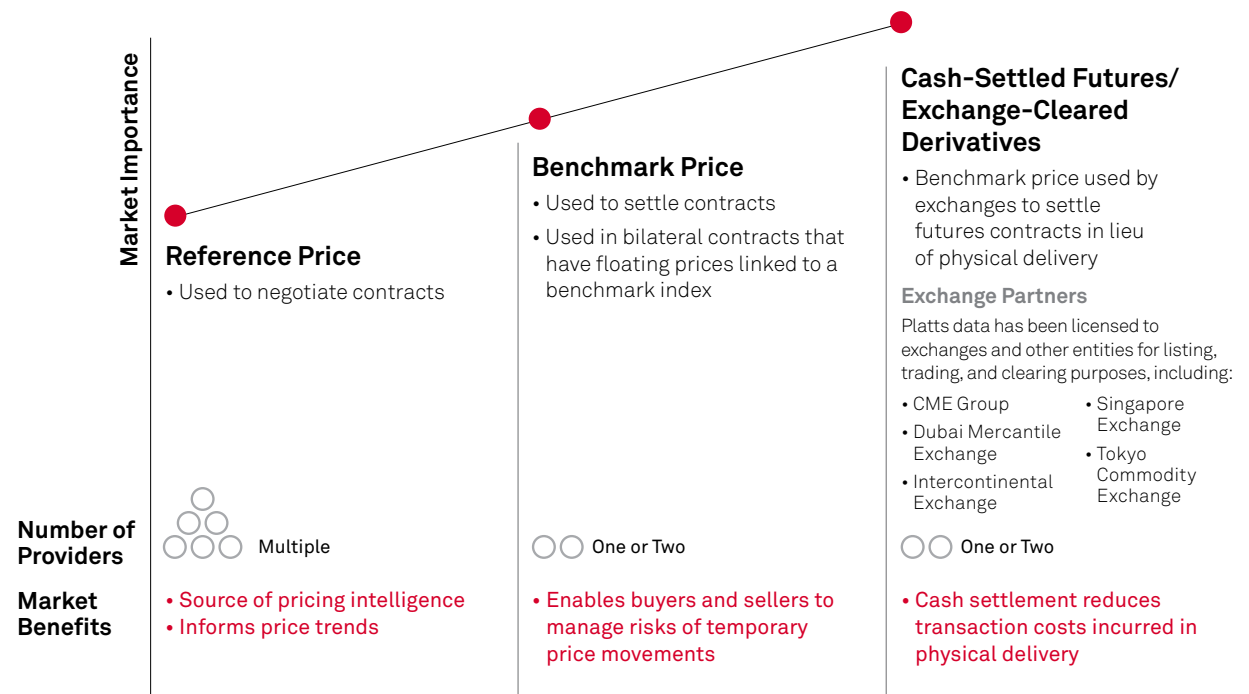 Market Importance
Reference Price
• Used to negotiate contracts
Benchmark Price
• Used to settle contracts
• Used in bilateral contracts that
have floating prices linked to a
benchmark index
Cash-Settled Futures/
Exchange-Cleared
Derivatives
• Benchmark price used by
exchanges to settle
futures contracts in lieu
of physical delivery
Exchange Partners
Platts data has been licensed to
exchanges and other entities for listing,
trading, and clearing purposes, including:
• CME Group
• Dubai Mercantile
Exchange
• Intercontinental
Exchange
• Singapore
Exchange
• Tokyo
Commodity
Exchange
Number of
Providers
Multiple
One or Two
One or Two
Market
Benefits
• Source of pricing intelligence
• Informs price trends
• Enables buyers and sellers to
manage risks of temporary
price movements
• Cash settlement reduces
transaction costs incurred in
physical delivery